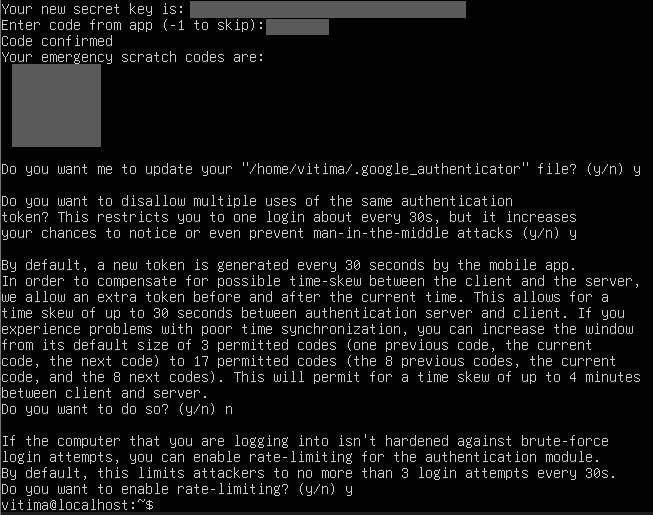 Your new secret key is:
Enter code from app (-1 to skip):
Code confirmed
Your emergency scratch codes are:
Do you want me to update your "/home/vitima/.google_authenticator" file? (y/n) y
Do you want to disallow multiple uses of the same authentication
token? This restricts you to one login about every 30s, but it increases
your chances to notice or even prevent man-in-the-middle attacks (y/n) y
By default, a new token is generated every 30 seconds by the mobile app.
In order to compensate for possible time-skew between the client and the server,
we allow an extra token before and after the current time. This allows for a
time skew of up to 30 seconds between authentication server and client. If you
experience problems with poor time synchronization, you can increase the window
from its default size of 3 permitted codes (one previous code, the current
code, the next code) to 17 permitted codes (the 8 previous codes, the current
code, and the 8 next codes). This will permit for a time skew of up to 4 minutes
between client and server.
Do you want to do so? (y/n) n
If the computer that you are logging into isn't hardened against brute-force
login attempts, you can enable rate-limiting for the authentication module.
By default, this limits attackers to no more than 3 login attempts every 30s.
Do you want to enable rate-limiting? (y/n) y
vitima@localhost:~$